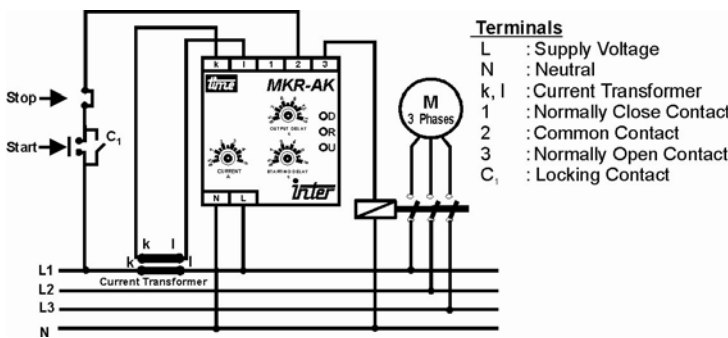 Terminals
L : Supply Voltage
N : Neutral
k, l : Current Transformer
1 : Normally Close Contact
2 : Common Contact
3 : Normally Open Contact
C1 : Locking Contact
k l 1 2 3
time MKR-AK
OUTPUT DELAY
D
R
U
CURRENT
A
STARTING DELAY
inter
N L
Stop
Start
C1
M
3 Phases
k l
k l
Current Transformer
L1
L2
L3
N